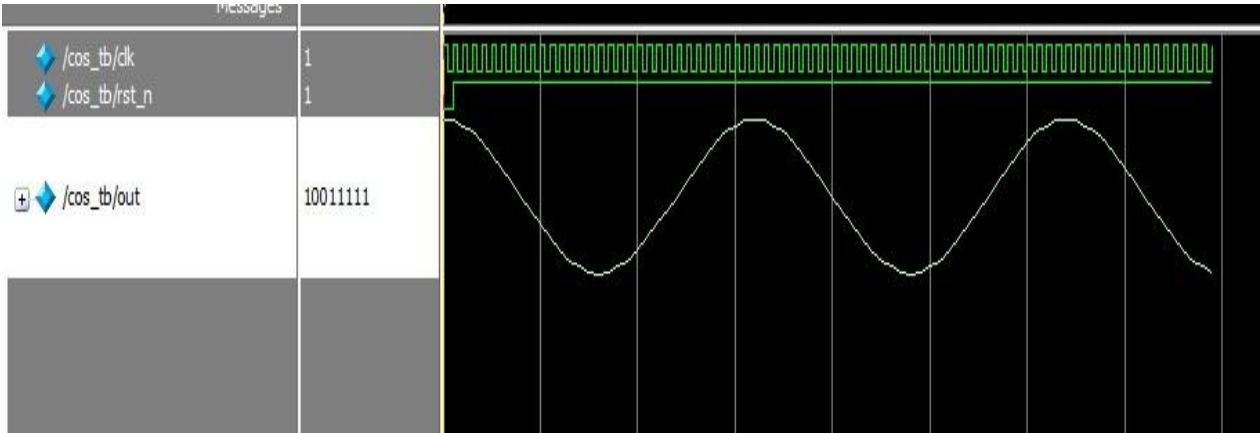 Messages
/cos_tb/clk 1
/cos_tb/rst_n 1
/cos_tb/out 10011111